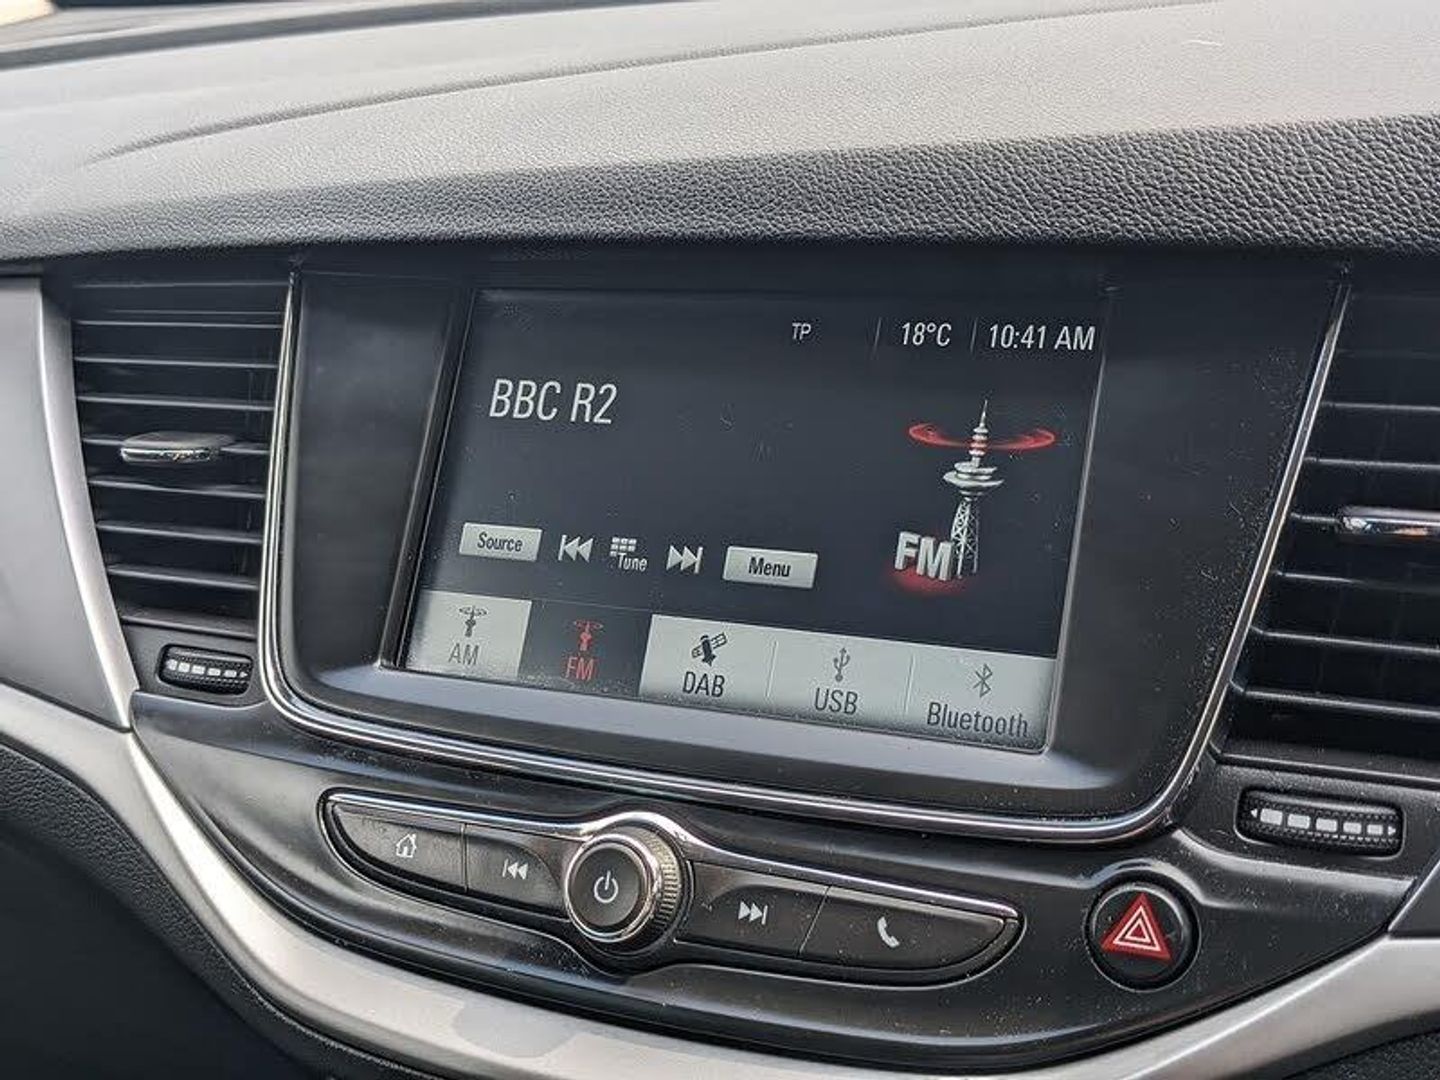 TP 18°C 10:41 AM
BBC R2
FM
Source Tune Menu
AM FM DAB USB Bluetooth